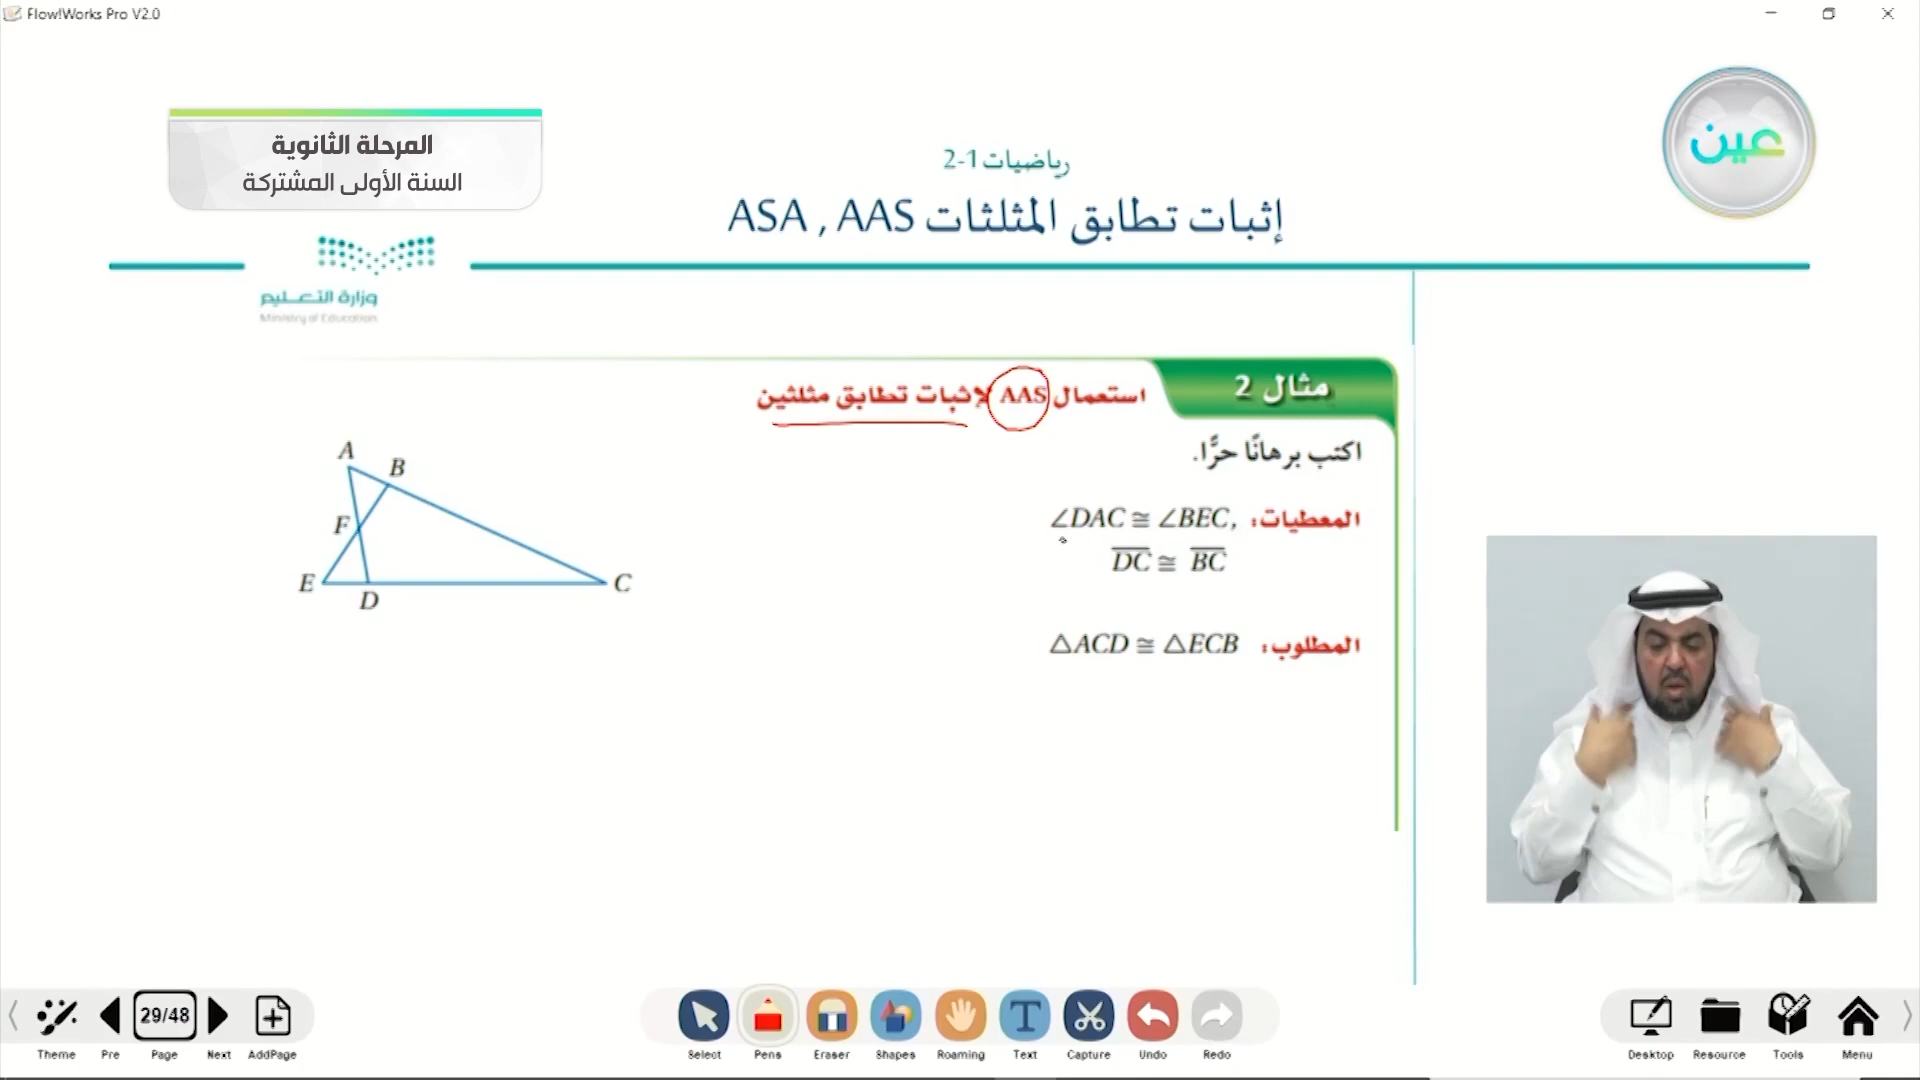 Flow!Works Pro V2.0
المرحلة الثانوية
السنة الأولى المشتركة
رياضيات 1-2
إثبات تطابق المثلثات ASA , AAS
عين
وزارة التعـــليم
Ministry of Education
مثال 2
استعمال AAS لإثبات تطابق مثلثين
اكتب برهانًا حرًّا.
المعطيات: ∠DAC ≅ ∠BEC,
DC ≅ BC
المطلوب: △ACD ≅ △ECB
A
B
F
E
D
C
29/48
Theme
Pre
Page
Next
AddPage
Select
Pens
Eraser
Shapes
Roaming
Text
Capture
Undo
Redo
Desktop
Resource
Tools
Menu